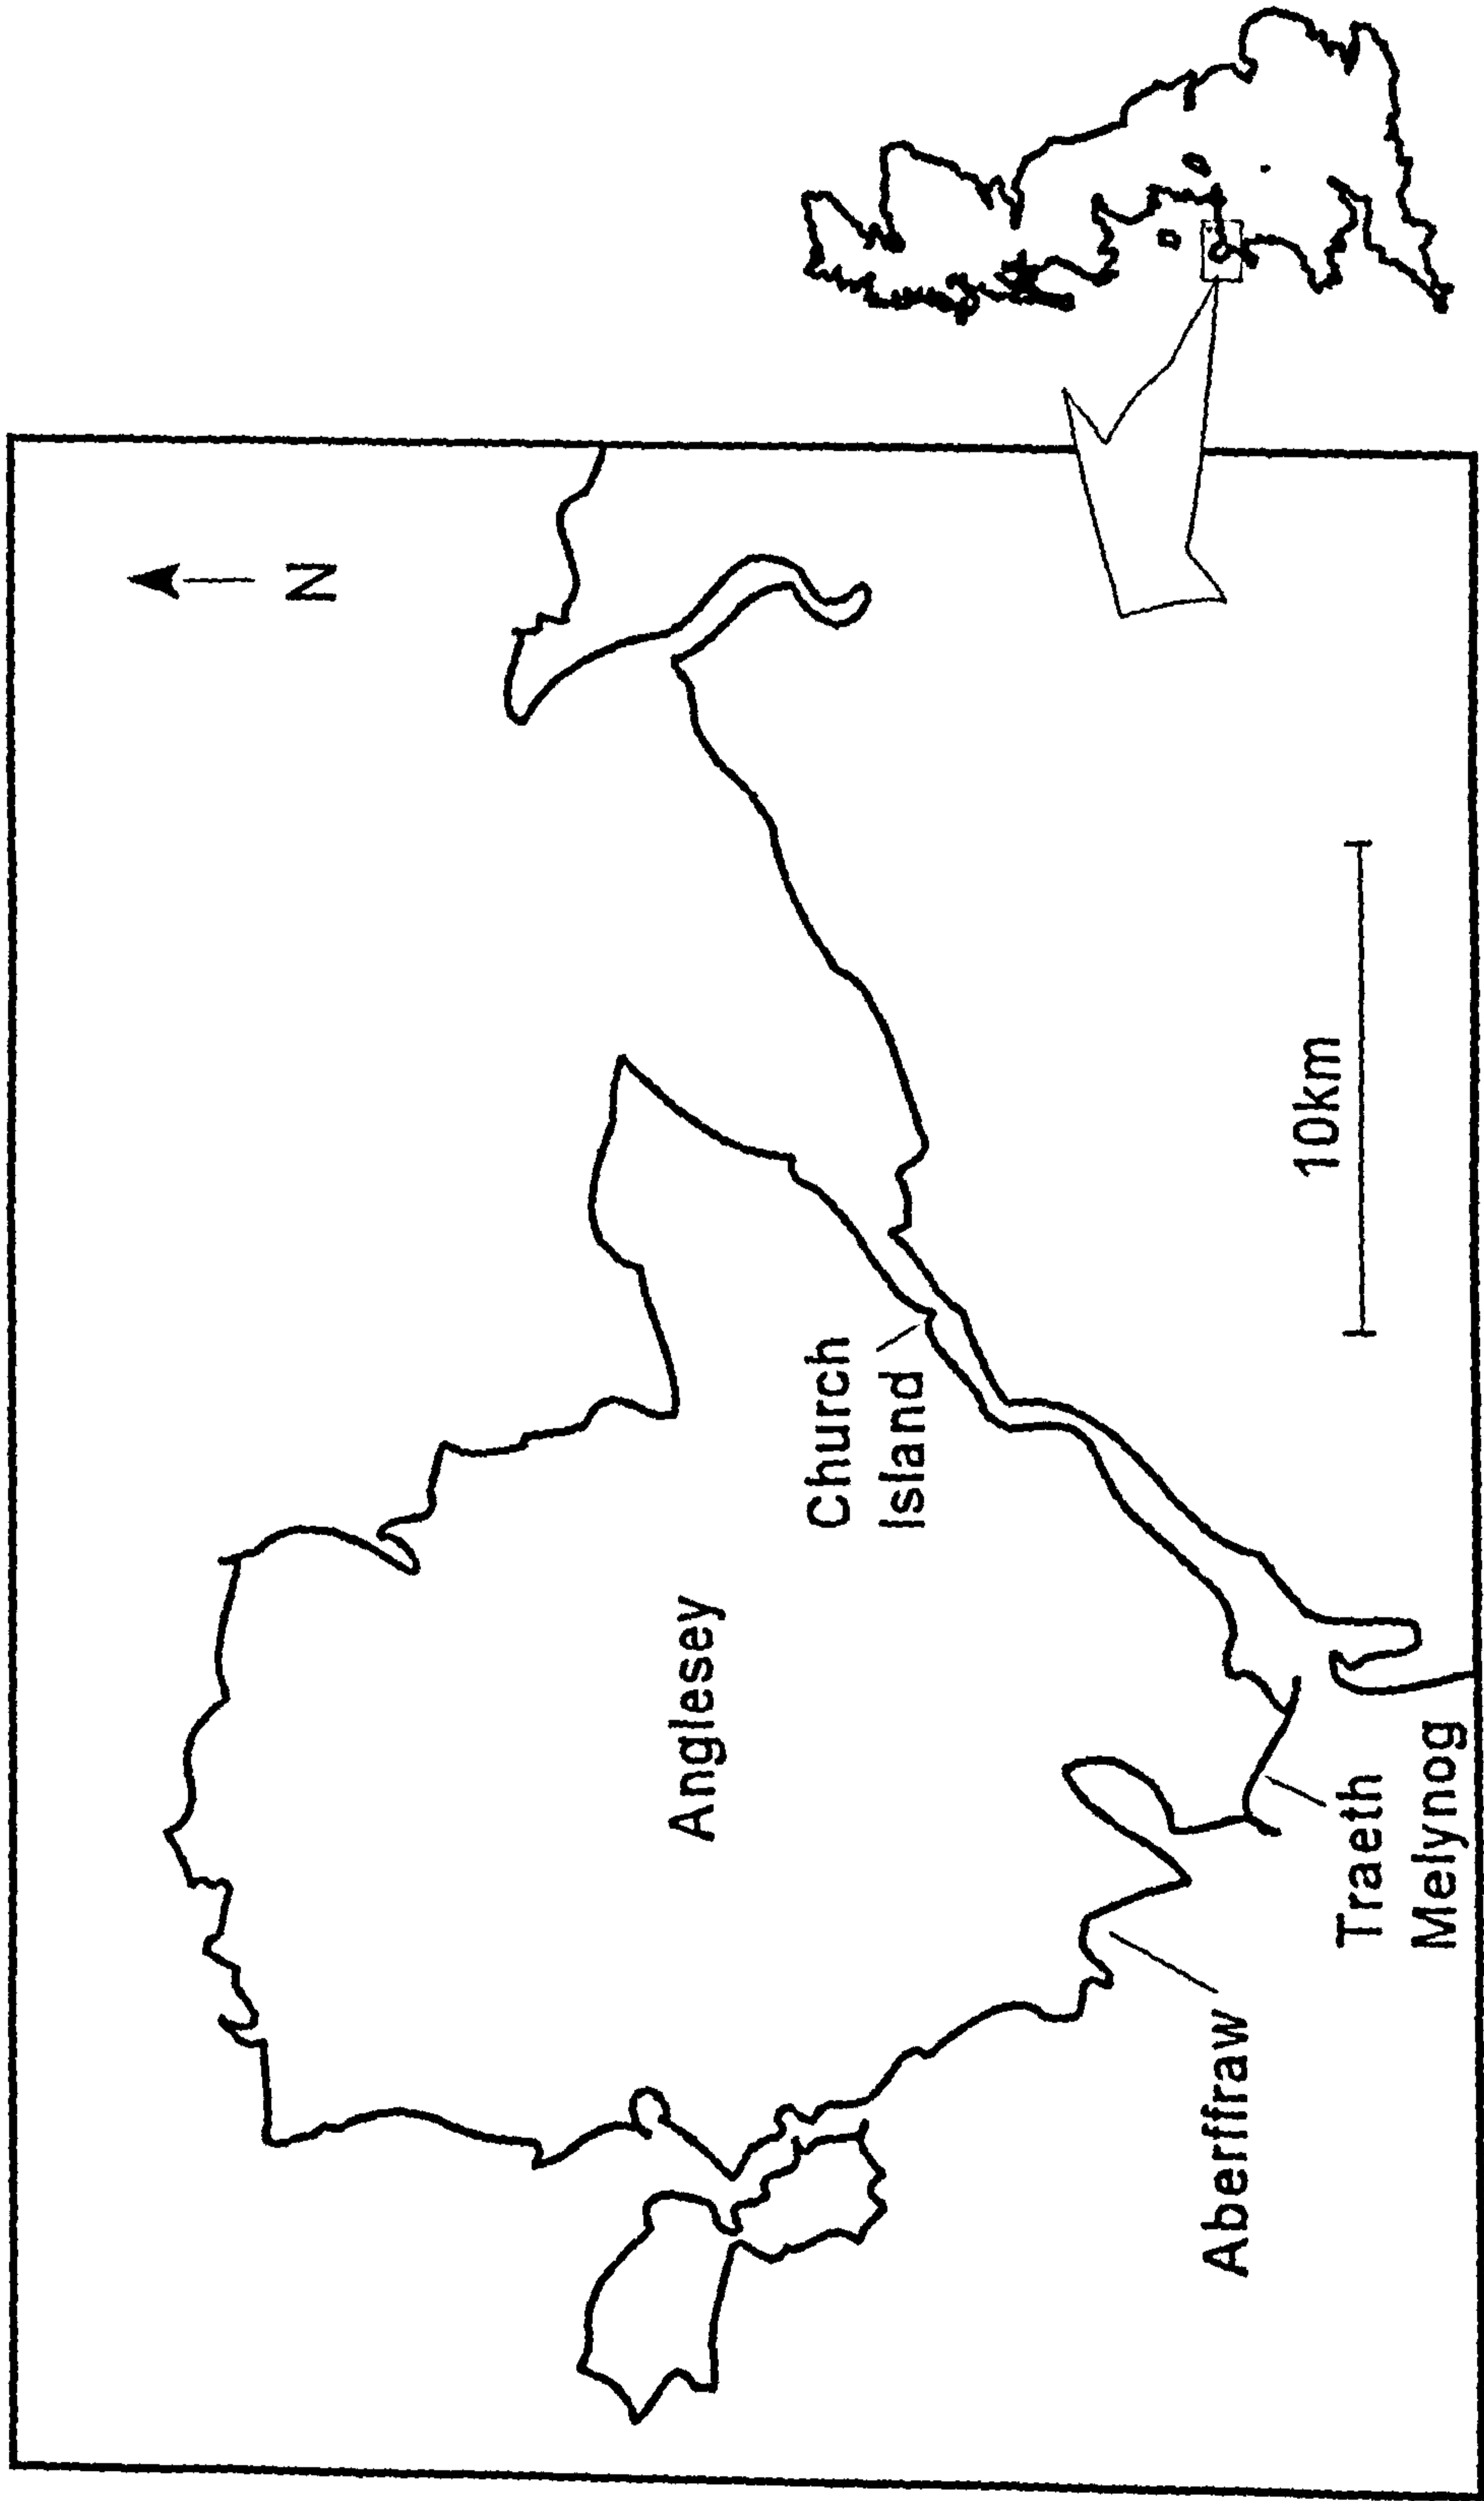 N
Anglesey
Church
Island
10km
Aberffraw
Traeth
Melynog